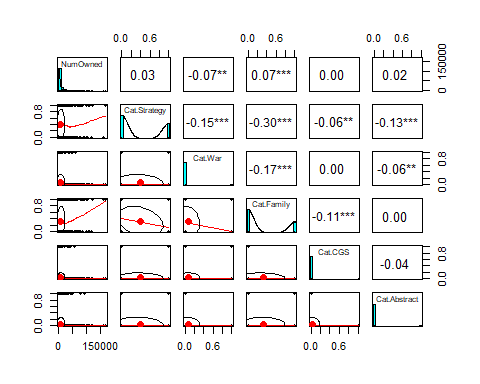 0.0 0.6 0.0 0.6 0.0 0.6
NumOwned 0.03 -0.07** 0.07*** 0.00 0.02 0 150000
0.0 0.8 Cat.Strategy -0.15*** -0.30*** -0.06** -0.13***
Cat.War -0.17*** 0.00 -0.06** 0.0 0.8
0.0 0.8 Cat.Family -0.11*** 0.00
Cat.CGS -0.04 0.0 0.8
0.0 0.8 Cat.Abstract
0 150000 0.0 0.6 0.0 0.6